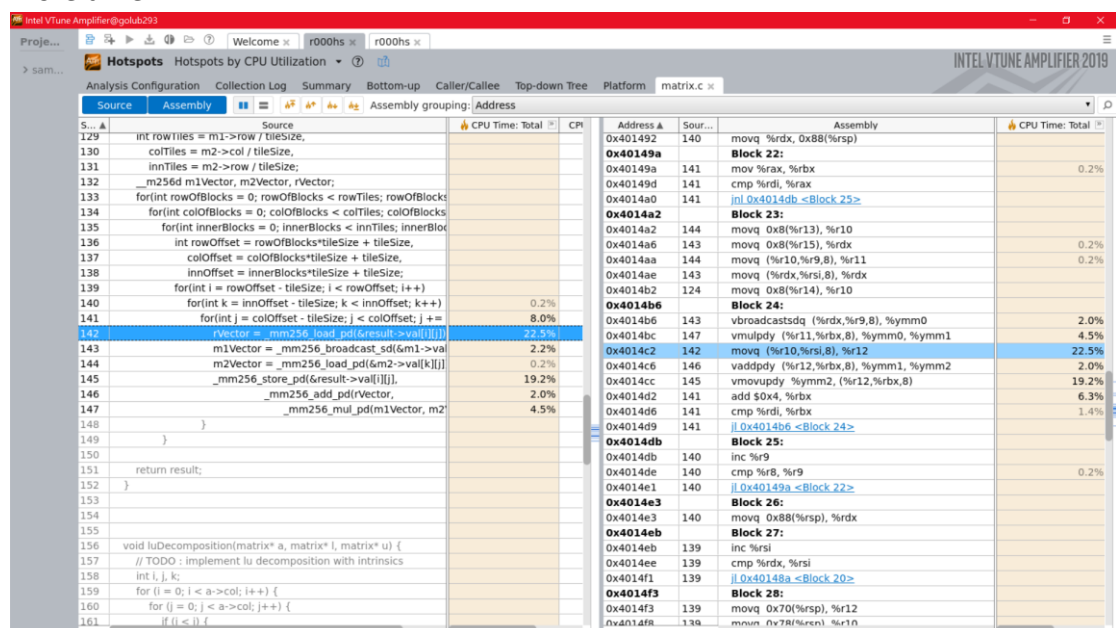 Intel VTune Amplifier@golub293
Proje...
Welcome × r000hs × r000hs ×
> sam...
Hotspots Hotspots by CPU Utilization
INTEL VTUNE AMPLIFIER 2019
Analysis Configuration Collection Log Summary Bottom-up Caller/Callee Top-down Tree Platform matrix.c ×
Source Assembly Assembly grouping: Address
S... Source CPU Time: Total CPI
129 int rowTiles = m1->row / tileSize,
130 colTiles = m2->col / tileSize,
131 innTiles = m2->row / tileSize;
132 __m256d m1Vector, m2Vector, rVector;
133 for(int rowOfBlocks = 0; rowOfBlocks < rowTiles; rowOfBlocks
134 for(int colOfBlocks = 0; colOfBlocks < colTiles; colOfBlocks
135 for(int innerBlocks = 0; innerBlocks < innTiles; innerBloc
136 int rowOffset = rowOfBlocks*tileSize + tileSize,
137 colOffset = colOfBlocks*tileSize + tileSize,
138 innOffset = innerBlocks*tileSize + tileSize;
139 for(int i = rowOffset - tileSize; i < rowOffset; i++)
140 for(int k = innOffset - tileSize; k < innOffset; k++) 0.2%
141 for(int j = colOffset - tileSize; j < colOffset; j += 8.0%
142 rVector = _mm256_load_pd(&result->val[i][j]) 22.5%
143 m1Vector = _mm256_broadcast_sd(&m1->val 2.2%
144 m2Vector = _mm256_load_pd(&m2->val[k][j] 0.2%
145 _mm256_store_pd(&result->val[i][j], 19.2%
146 _mm256_add_pd(rVector, 2.0%
147 _mm256_mul_pd(m1Vector, m2 4.5%
148 }
149 }
150
151 return result;
152 }
153
154
155
156 void luDecomposition(matrix* a, matrix* l, matrix* u) {
157 // TODO : implement lu decomposition with intrinsics
158 int i, j, k;
159 for (i = 0; i < a->col; i++) {
160 for (j = 0; j < a->col; j++) {
161 if (j < i) {
Address Sour... Assembly CPU Time: Total
0x401492 140 movq %rdx, 0x88(%rsp)
0x40149a Block 22:
0x40149a 141 mov %rax, %rbx 0.2%
0x40149d 141 cmp %rdi, %rax
0x4014a0 141 jnl 0x4014db <Block 25>
0x4014a2 Block 23:
0x4014a2 144 movq 0x8(%r13), %r10
0x4014a6 143 movq 0x8(%r15), %rdx 0.2%
0x4014aa 144 movq (%r10,%r9,8), %r11 0.2%
0x4014ae 143 movq (%rdx,%rsi,8), %rdx
0x4014b2 124 movq 0x8(%r14), %r10
0x4014b6 Block 24:
0x4014b6 143 vbroadcastsdq (%rdx,%r9,8), %ymm0 2.0%
0x4014bc 147 vmulpdy (%r11,%rbx,8), %ymm0, %ymm1 4.5%
0x4014c2 142 movq (%r10,%rsi,8), %r12 22.5%
0x4014c6 146 vaddpdy (%r12,%rbx,8), %ymm1, %ymm2 2.0%
0x4014cc 145 vmovupdy %ymm2, (%r12,%rbx,8) 19.2%
0x4014d2 141 add $0x4, %rbx 6.3%
0x4014d6 141 cmp %rdi, %rbx 1.4%
0x4014d9 141 jl 0x4014b6 <Block 24>
0x4014db Block 25:
0x4014db 140 inc %r9
0x4014de 140 cmp %r8, %r9 0.2%
0x4014e1 140 jl 0x40149a <Block 22>
0x4014e3 Block 26:
0x4014e3 140 movq 0x88(%rsp), %rdx
0x4014eb Block 27:
0x4014eb 139 inc %rsi
0x4014ee 139 cmp %rdx, %rsi
0x4014f1 139 jl 0x40148a <Block 20>
0x4014f3 Block 28:
0x4014f3 139 movq 0x70(%rsp), %r12
0x4014f8 139 movq 0x78(%rsp), %r10